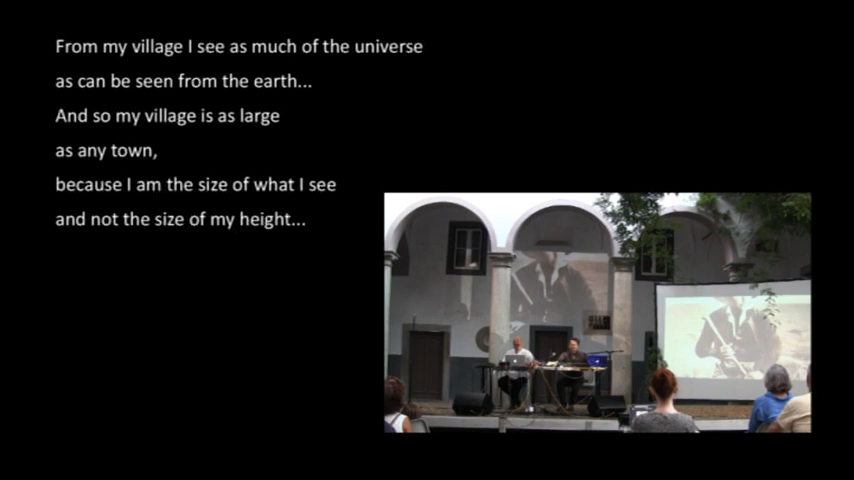 From my village I see as much of the universe
as can be seen from the earth...
And so my village is as large
as any town,
because I am the size of what I see
and not the size of my height...